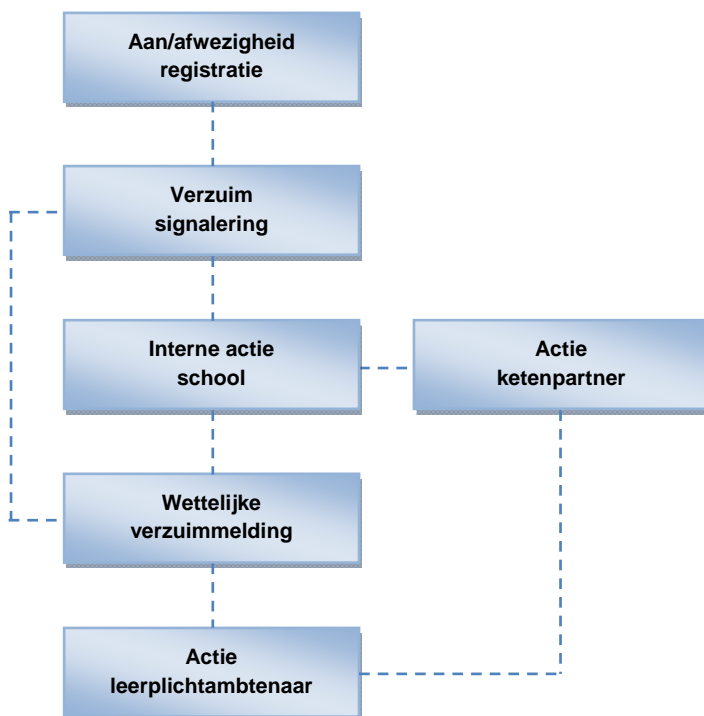 Aan/afwezigheid
registratie
Verzuim
signalering
Interne actie
school
Actie
ketenpartner
Wettelijke
verzuimmelding
Actie
leerplichtambtenaar